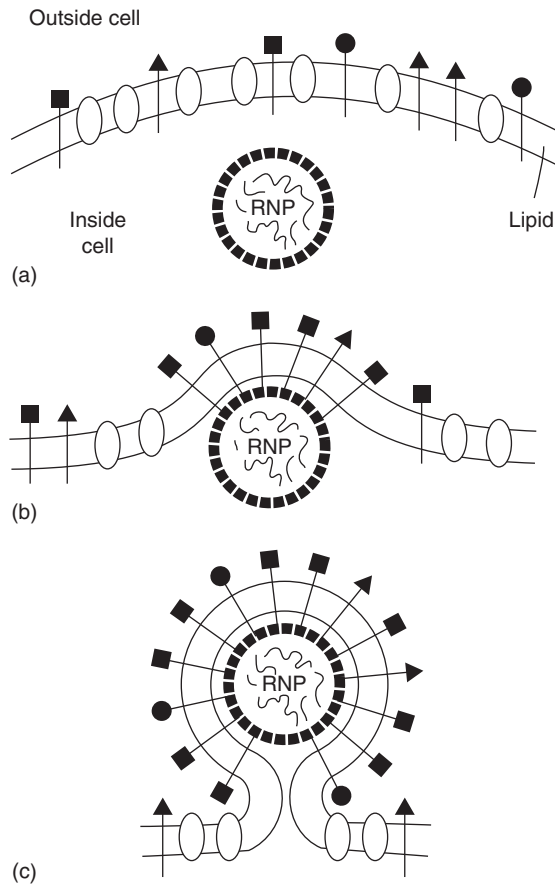 Outside cell
RNP
Inside
cell
Lipid
(a)
RNP
(b)
RNP
(c)